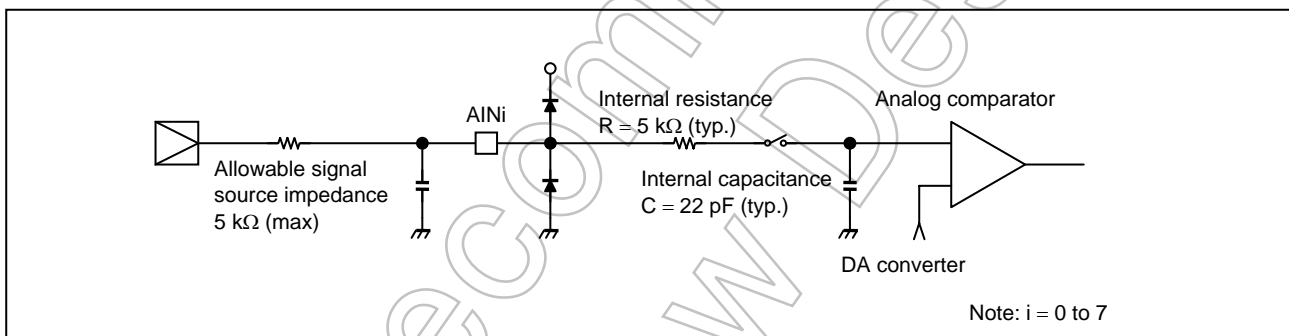 AINi
Internal resistance
R = 5 kΩ (typ.)
Analog comparator
Allowable signal
source impedance
5 kΩ (max)
Internal capacitance
C = 22 pF (typ.)
DA converter
Note: i = 0 to 7